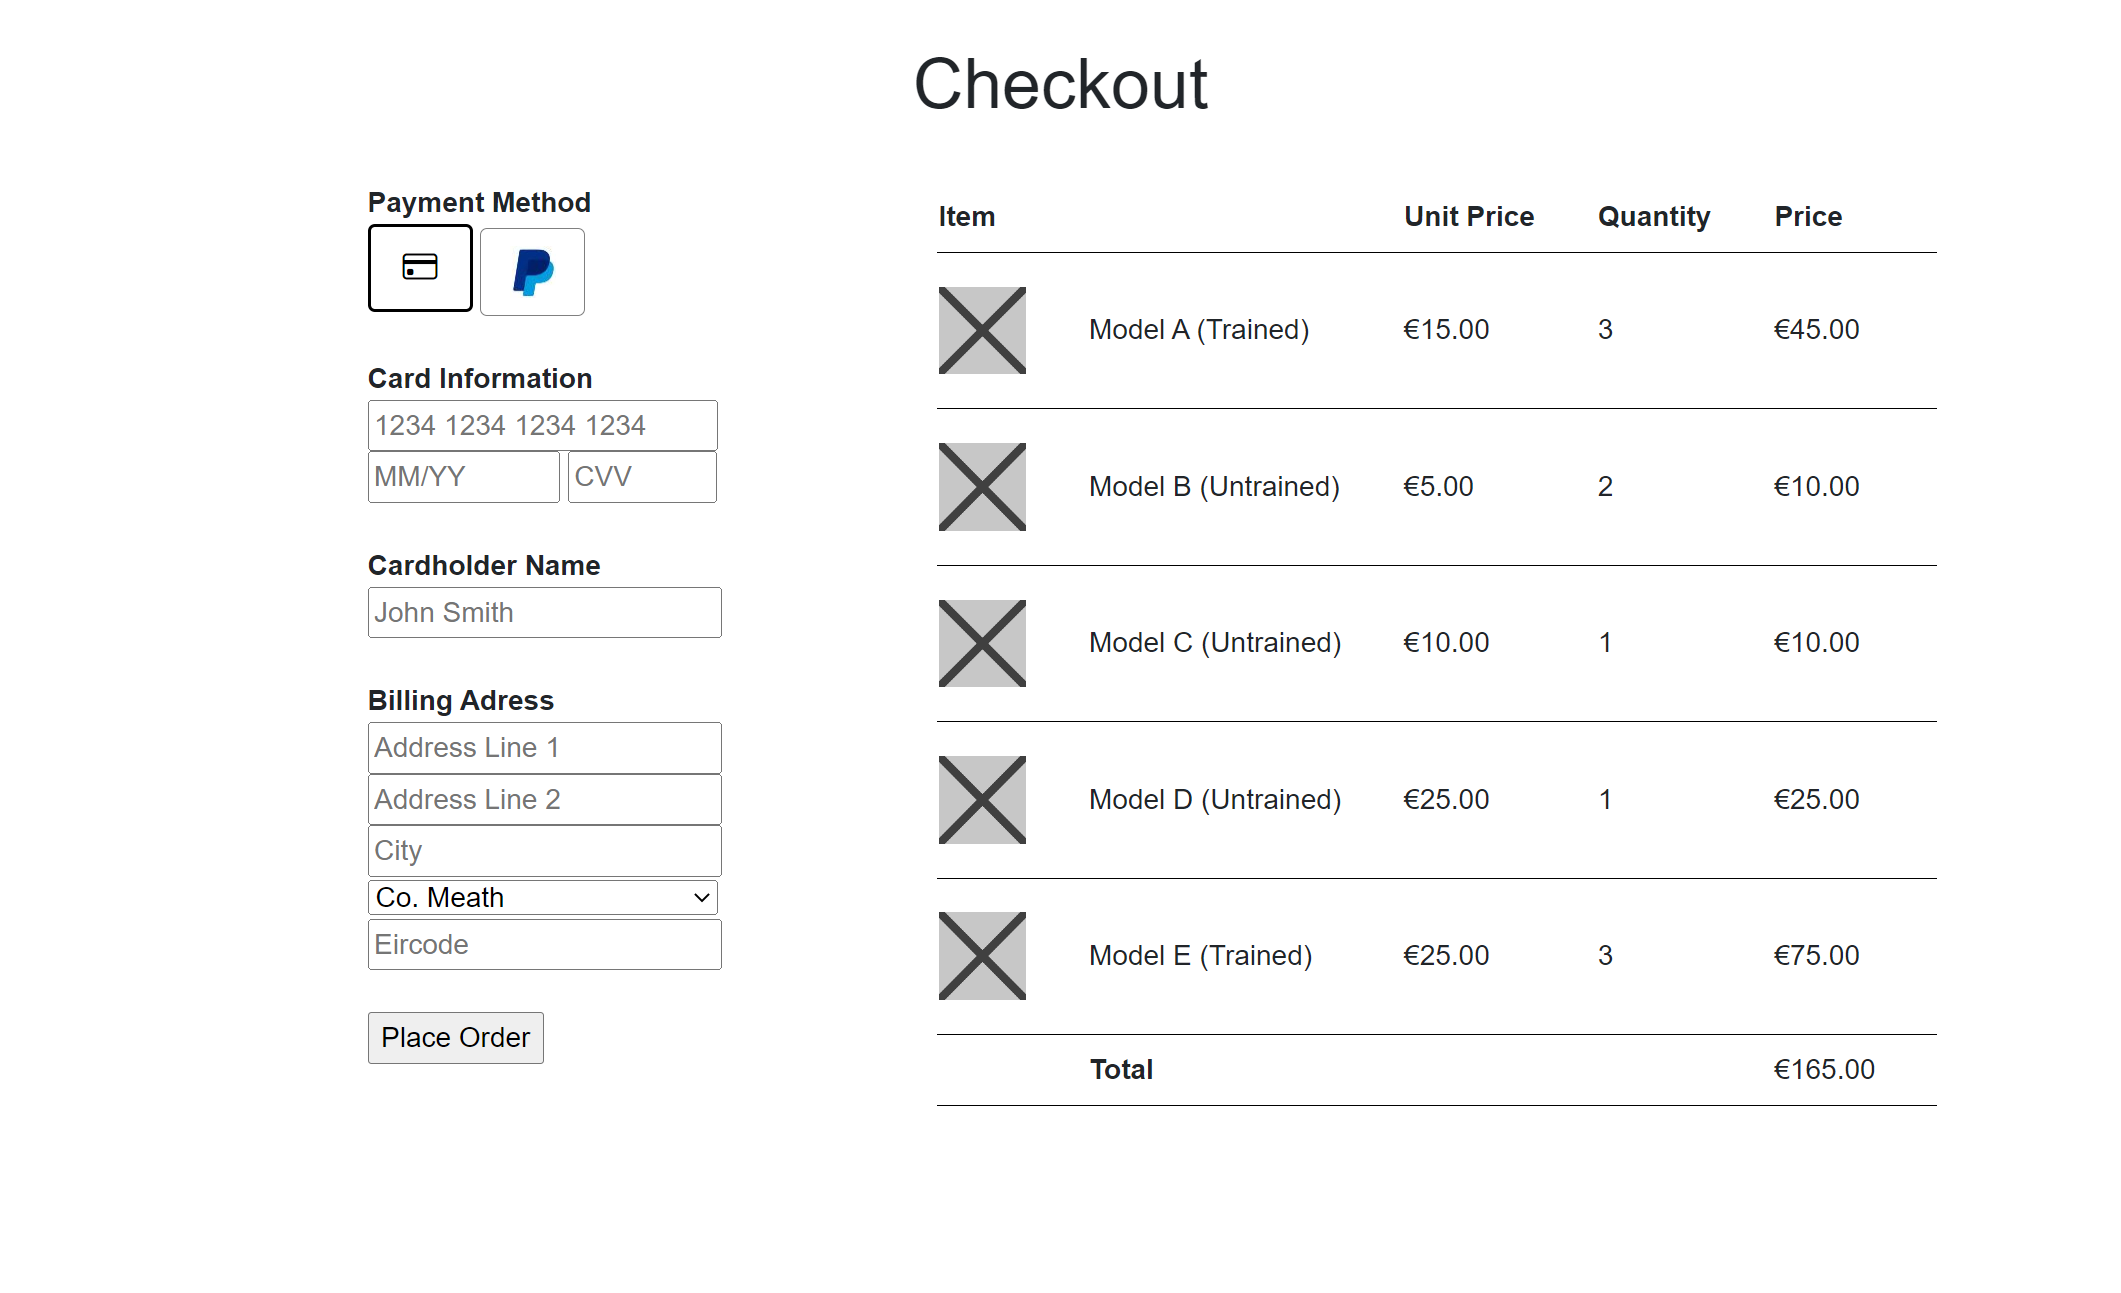 Checkout
Payment Method
Card Information
1234 1234 1234 1234
MM/YY CVV
Cardholder Name
John Smith
Billing Adress
Address Line 1
Address Line 2
City
Co. Meath
Eircode
Place Order
Item Unit Price Quantity Price
Model A (Trained) €15.00 3 €45.00
Model B (Untrained) €5.00 2 €10.00
Model C (Untrained) €10.00 1 €10.00
Model D (Untrained) €25.00 1 €25.00
Model E (Trained) €25.00 3 €75.00
Total €165.00